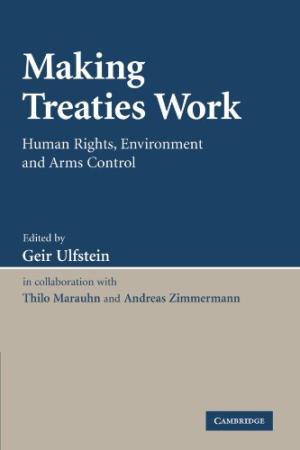 Making
Treaties Work
Human Rights, Environment
and Arms Control
Edited by
Geir Ulfstein
in collaboration with
Thilo Marauhn and Andreas Zimmermann
CAMBRIDGE